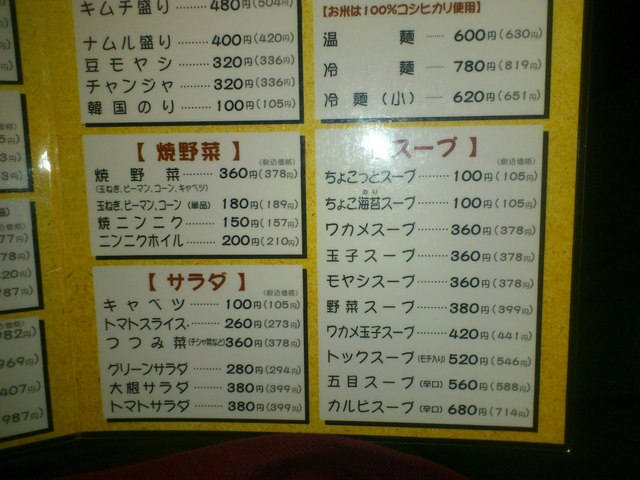 キムチ盛り……… 480円(504円)
ナムル盛り……… 400円(420円)
豆モヤシ……… 320円(336円)
チャンジャ……… 320円(336円)
韓国のり……… 100円(105円)
【焼野菜】
(税込価格)
焼野菜……… 360円(378円)
(玉ねぎ、ピーマン、コーン、キャベツ)
玉ねぎ、ピーマン、コーン(単品) 180円(189円)
焼ニンニク……… 150円(157円)
ニンニクホイル……… 200円(210円)
【サラダ】
(税込価格)
キャベツ……… 100円(105円)
トマトスライス…… 260円(273円)
つつみ菜(チシャ菜など) 360円(378円)
グリーンサラダ…… 280円(294円)
大根サラダ……… 380円(399円)
トマトサラダ……… 380円(399円)
【お米は100%コシヒカリ使用】
温麺…… 600円(630円)
冷麺…… 780円(819円)
冷麺(小)…… 620円(651円)
スープ】
(税込価格)
ちょこっとスープ…… 100円(105円)
ちょこ海苔スープ…… 100円(105円)
のり
ワカメスープ……… 360円(378円)
玉子スープ……… 360円(378円)
モヤシスープ……… 360円(378円)
野菜スープ……… 380円(399円)
ワカメ玉子スープ…… 420円(441円)
トックスープ(モチ入り) 520円(546円)
五目スープ(辛口) 560円(588円)
カルビスープ(辛口) 680円(714円)